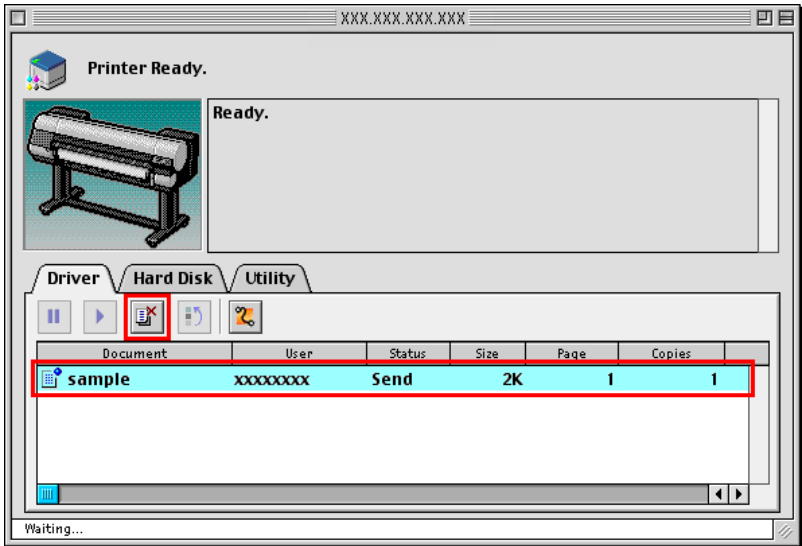 XXX.XXX.XXX.XXX
Printer Ready.
Ready.
Driver Hard Disk Utility
Document User Status Size Page Copies
sample xxxxxxxx Send 2K 1 1
Waiting...